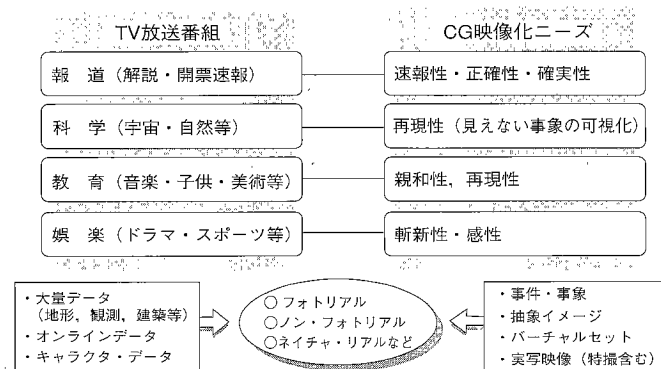 TV放送番組
CG映像化ニーズ
報 道（解説・開票速報）
速報性・正確性・確実性
科 学（宇宙・自然等）
再現性（見えない事象の可視化）
教 育（音楽・子供・美術等）
親和性，再現性
娯 楽（ドラマ・スポーツ等）
斬新性・感性
・大量データ
（地形，観測，建築等）
・オンラインデータ
・キャラクタ・データ
○フォトリアル
○ノン・フォトリアル
○ネイチャ・リアルなど
・事件・事象
・抽象イメージ
・バーチャルセット
・実写映像（特撮含む）